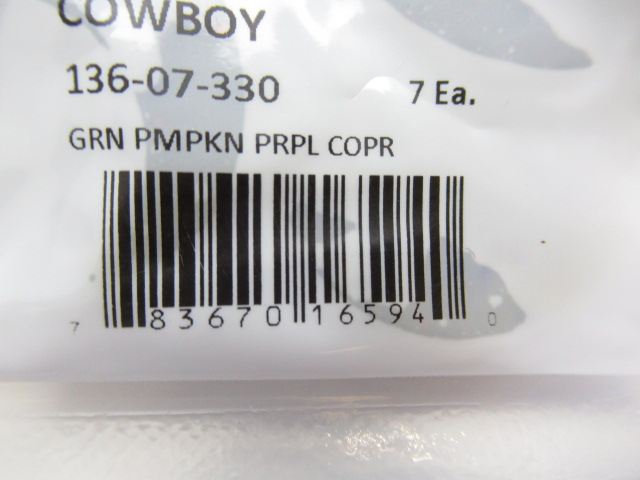 COWBOY
136-07-330 7 Ea.
GRN PMPKN PRPL COPR
7 83670 16594 0